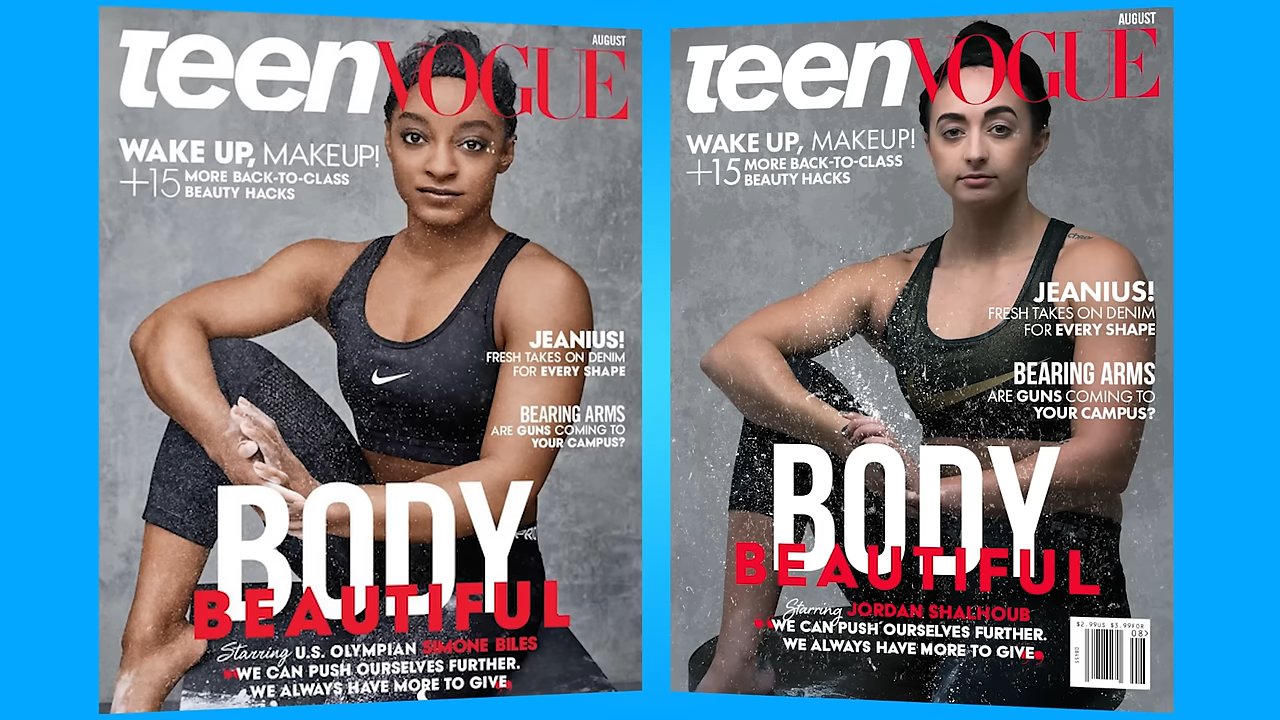 teen VOGUE
AUGUST
WAKE UP, MAKEUP!
+15 MORE BACK-TO-CLASS
BEAUTY HACKS
JEANIUS!
FRESH TAKES ON DENIM
FOR EVERY SHAPE
BEARING ARMS
ARE GUNS COMING TO
YOUR CAMPUS?
BODY
BEAUTIFUL
Starring U.S. OLYMPIAN SIMONE BILES
"WE CAN PUSH OURSELVES FURTHER.
WE ALWAYS HAVE MORE TO GIVE"
teen VOGUE
AUGUST
WAKE UP, MAKEUP!
+15 MORE BACK-TO-CLASS
BEAUTY HACKS
JEANIUS!
FRESH TAKES ON DENIM
FOR EVERY SHAPE
BEARING ARMS
ARE GUNS COMING TO
YOUR CAMPUS?
BODY
BEAUTIFUL
Starring JORDAN SHALHOUB
"WE CAN PUSH OURSELVES FURTHER.
WE ALWAYS HAVE MORE TO GIVE"
$2.99US $3.99FOR
08>